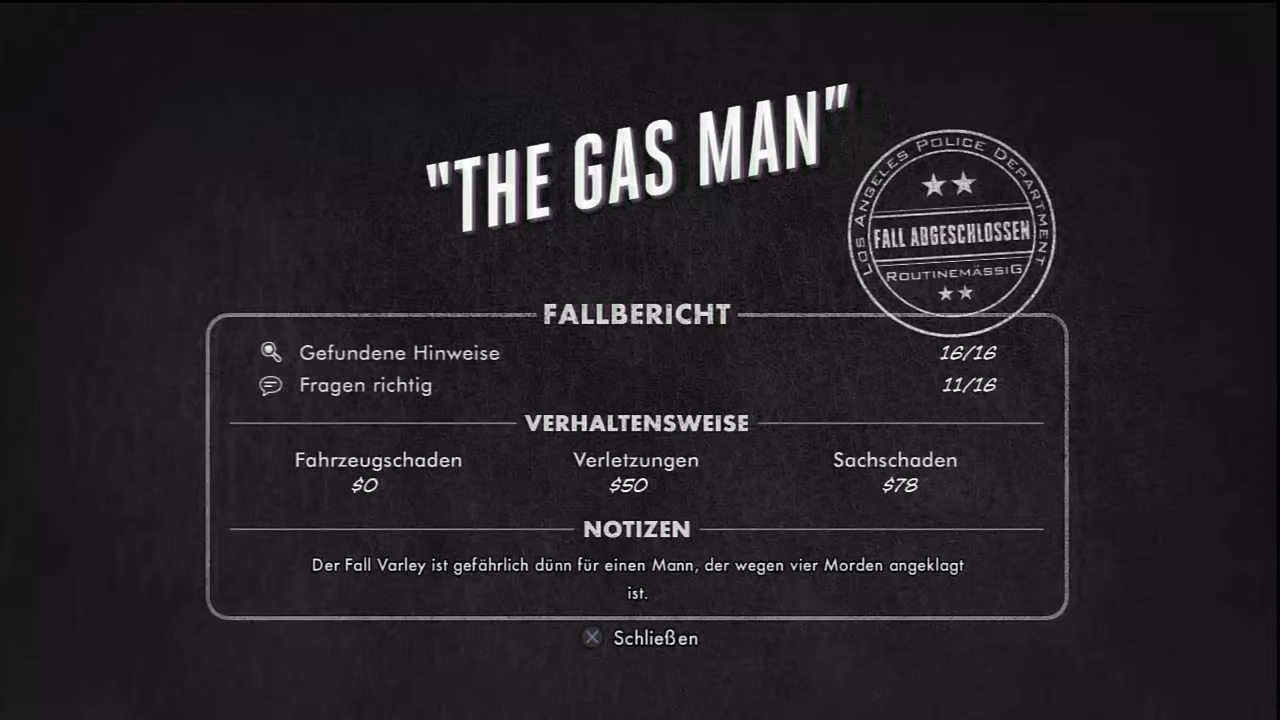 "THE GAS MAN"
LOS ANGELES POLICE DEPARTMENT
FALL ABGESCHLOSSEN
ROUTINEMÄSSIG
FALLBERICHT
Gefundene Hinweise 16/16
Fragen richtig 11/16
VERHALTENSWEISE
Fahrzeugschaden Verletzungen Sachschaden
$0 $50 $78
NOTIZEN
Der Fall Varley ist gefährlich dünn für einen Mann, der wegen vier Morden angeklagt
ist.
Schließen